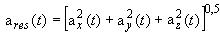 a_res(t) = [a_x^2(t) + a_y^2(t) + a_z^2(t)]^0,5